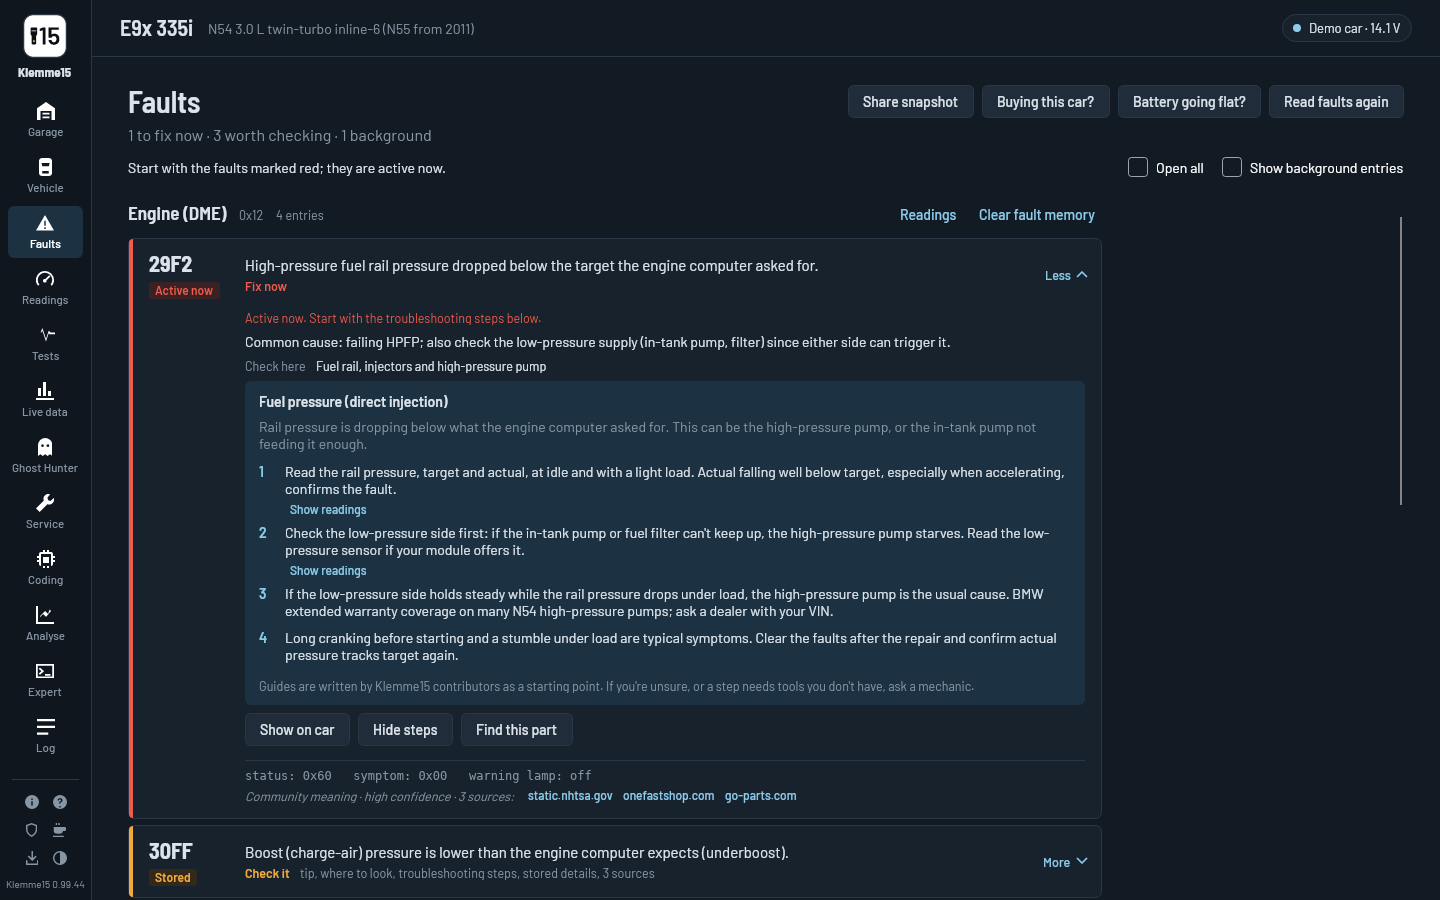 15
Klemme15
Garage
Vehicle
Faults
Readings
Tests
Live data
Ghost Hunter
Service
Coding
Analyse
Expert
Log
Klemme15 0.99.44
E9x 335i N54 3.0 L twin-turbo inline-6 (N55 from 2011)
Demo car · 14.1 V
Faults
Share snapshot Buying this car? Battery going flat? Read faults again
1 to fix now · 3 worth checking · 1 background
Start with the faults marked red; they are active now.
Open all Show background entries
Engine (DME) 0x12 4 entries
Readings Clear fault memory
29F2
Active now
High-pressure fuel rail pressure dropped below the target the engine computer asked for.
Fix now
Less
Active now. Start with the troubleshooting steps below.
Common cause: failing HPFP; also check the low-pressure supply (in-tank pump, filter) since either side can trigger it.
Check here Fuel rail, injectors and high-pressure pump
Fuel pressure (direct injection)
Rail pressure is dropping below what the engine computer asked for. This can be the high-pressure pump, or the in-tank pump not
feeding it enough.
1 Read the rail pressure, target and actual, at idle and with a light load. Actual falling well below target, especially when accelerating,
confirms the fault.
Show readings
2 Check the low-pressure side first: if the in-tank pump or fuel filter can't keep up, the high-pressure pump starves. Read the low-
pressure sensor if your module offers it.
Show readings
3 If the low-pressure side holds steady while the rail pressure drops under load, the high-pressure pump is the usual cause. BMW
extended warranty coverage on many N54 high-pressure pumps; ask a dealer with your VIN.
4 Long cranking before starting and a stumble under load are typical symptoms. Clear the faults after the repair and confirm actual
pressure tracks target again.
Guides are written by Klemme15 contributors as a starting point. If you're unsure, or a step needs tools you don't have, ask a mechanic.
Show on car Hide steps Find this part
status: 0x60 symptom: 0x00 warning lamp: off
Community meaning · high confidence · 3 sources: static.nhtsa.gov onefastshop.com go-parts.com
30FF
Stored
Boost (charge-air) pressure is lower than the engine computer expects (underboost).
Check it tip, where to look, troubleshooting steps, stored details, 3 sources
More